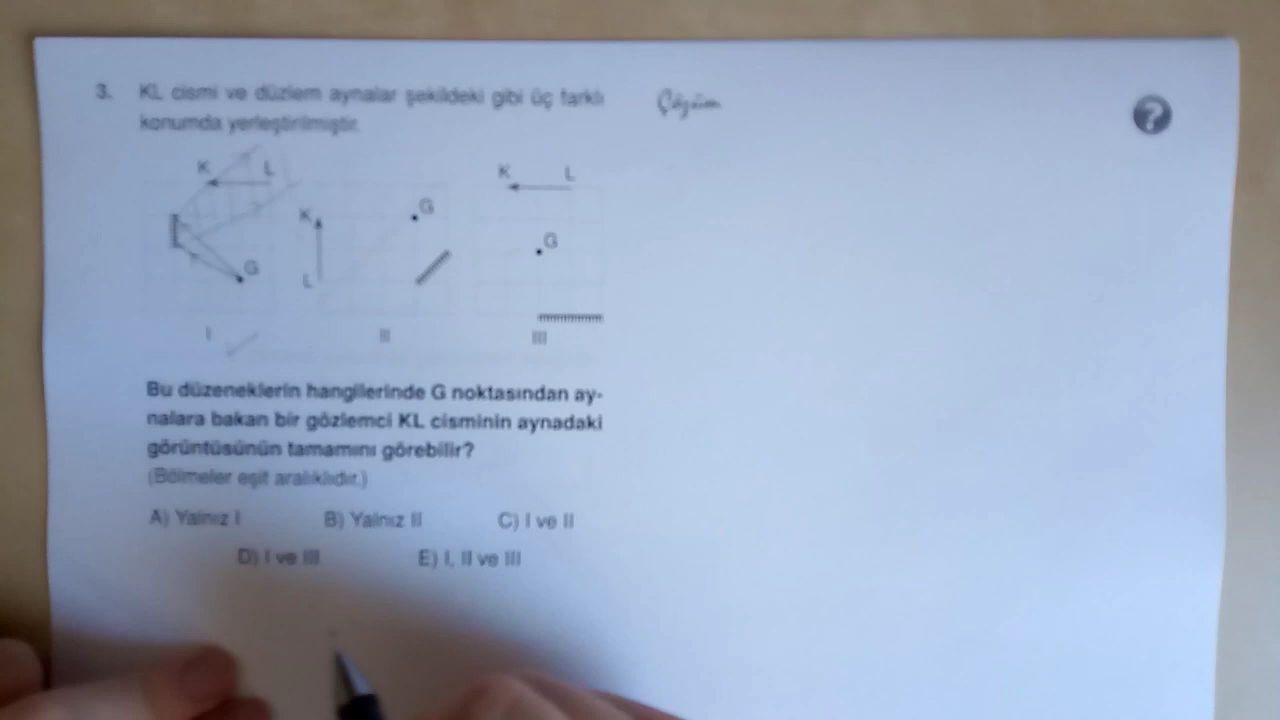 3. KL cismi ve düzlem aynalar şekildeki gibi üç farklı
konumda yerleştirilmiştir.
Çözüm
?
K L
K
L
G
K L
G
G
I
II
III
Bu düzeneklerin hangilerinde G noktasından ay-
nalara bakan bir gözlemci KL cisminin aynadaki
görüntüsünün tamamını görebilir?
(Bölmeler eşit aralıklıdır.)
A) Yalnız I B) Yalnız II C) I ve II
D) I ve III E) I, II ve III